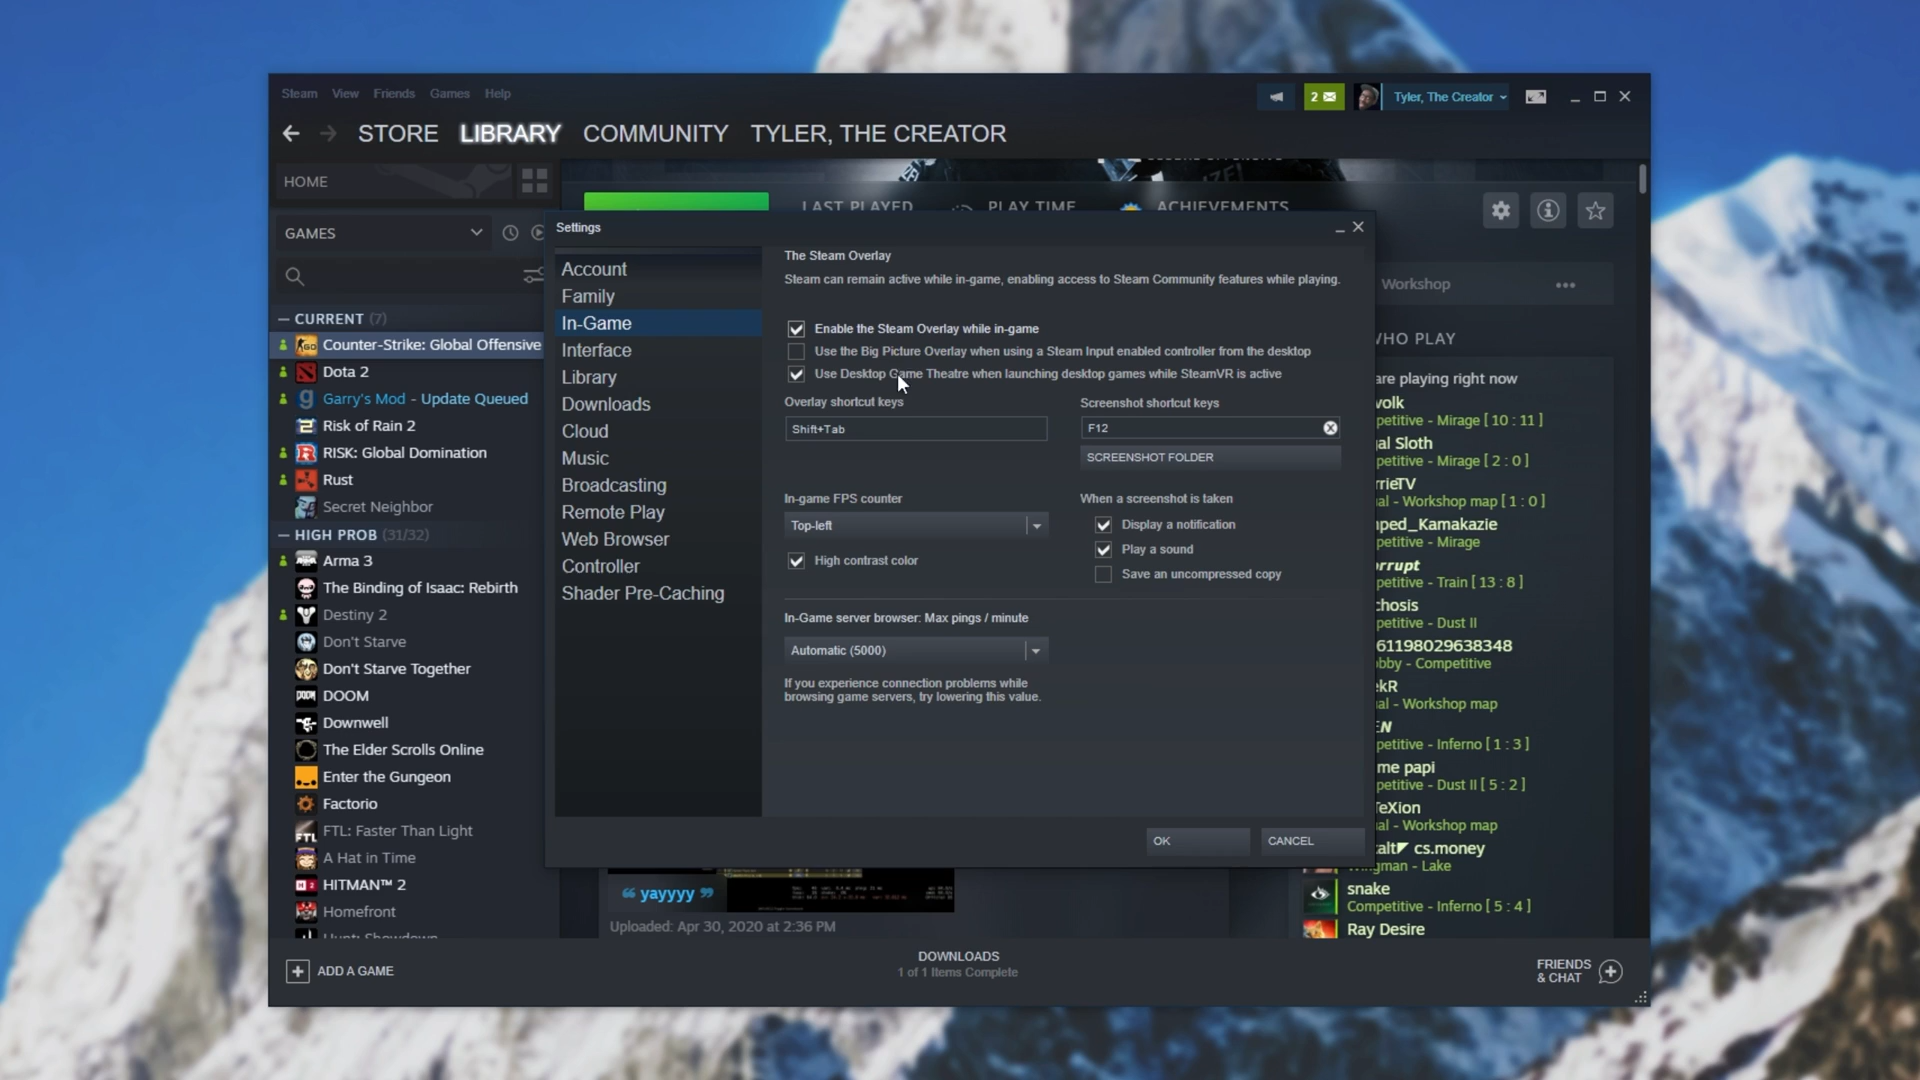 Steam View Friends Games Help
2
Tyler, The Creator
STORE LIBRARY COMMUNITY TYLER, THE CREATOR
HOME
GAMES
LAST PLAYED PLAY TIME ACHIEVEMENTS
CURRENT (7)
Counter-Strike: Global Offensive
Dota 2
Garry's Mod - Update Queued
Risk of Rain 2
RISK: Global Domination
Rust
Secret Neighbor
HIGH PROB (31/32)
Arma 3
The Binding of Isaac: Rebirth
Destiny 2
Don't Starve
Don't Starve Together
DOOM
Downwell
The Elder Scrolls Online
Enter the Gungeon
Factorio
FTL: Faster Than Light
A Hat in Time
HITMAN™ 2
Homefront
Hunt: Showdown
ADD A GAME
Settings
Account
Family
In-Game
Interface
Library
Downloads
Cloud
Music
Broadcasting
Remote Play
Web Browser
Controller
Shader Pre-Caching
The Steam Overlay
Steam can remain active while in-game, enabling access to Steam Community features while playing.
Enable the Steam Overlay while in-game
Use the Big Picture Overlay when using a Steam Input enabled controller from the desktop
Use Desktop Game Theatre when launching desktop games while SteamVR is active
Overlay shortcut keys
Shift+Tab
Screenshot shortcut keys
F12
SCREENSHOT FOLDER
In-game FPS counter
Top-left
High contrast color
When a screenshot is taken
Display a notification
Play a sound
Save an uncompressed copy
In-Game server browser: Max pings / minute
Automatic (5000)
If you experience connection problems while
browsing game servers, try lowering this value.
OK CANCEL
Workshop
HO PLAY
are playing right now
volk
petitive - Mirage [ 10 : 11 ]
al Sloth
petitive - Mirage [ 2 : 0 ]
rrieTV
al - Workshop map [ 1 : 0 ]
ped_Kamakazie
petitive - Mirage
orrupt
petitive - Train [ 13 : 8 ]
chosis
petitive - Dust II
61198029638348
bby - Competitive
ekR
al - Workshop map
EN
petitive - Inferno [ 1 : 3 ]
me papi
petitive - Dust II [ 5 : 2 ]
TeXion
al - Workshop map
alt cs.money
ngman - Lake
snake
Competitive - Inferno [ 5 : 4 ]
Ray Desire
“ yayyyy ”
Uploaded: Apr 30, 2020 at 2:36 PM
DOWNLOADS
1 of 1 Items Complete
FRIENDS
& CHAT